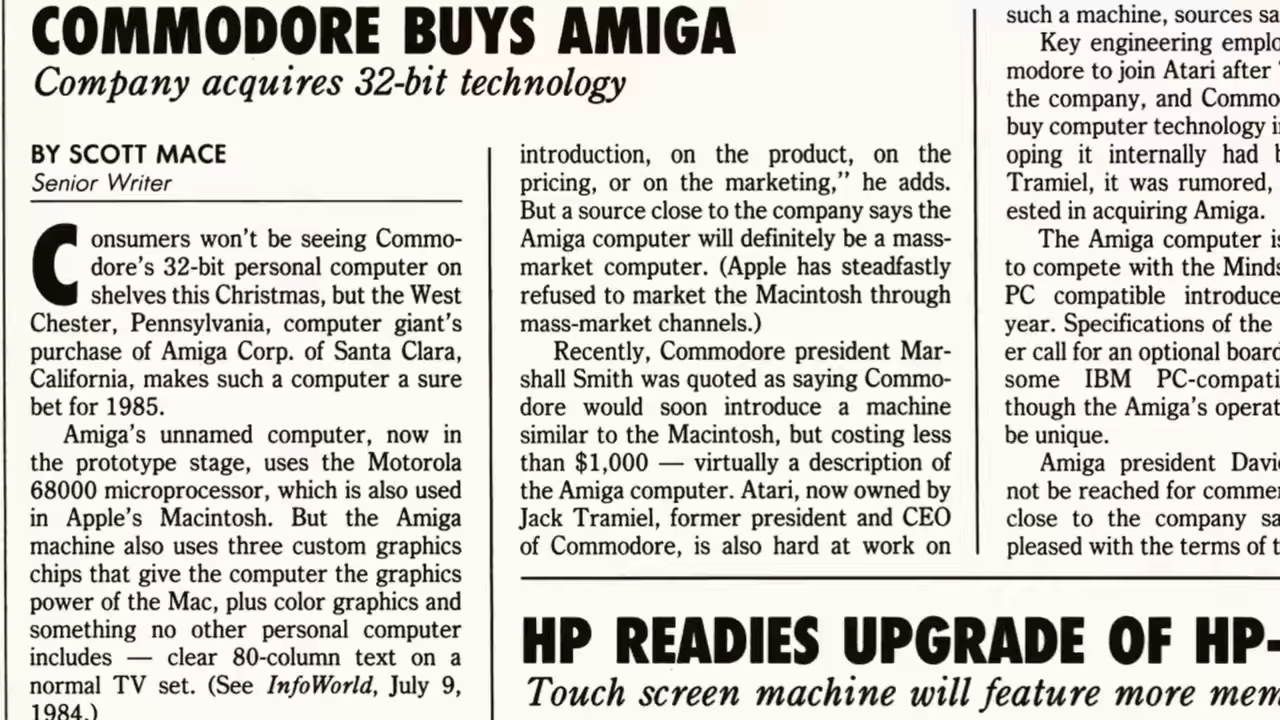 COMMODORE BUYS AMIGA
Company acquires 32-bit technology
BY SCOTT MACE
Senior Writer
Consumers won't be seeing Commo-
dore's 32-bit personal computer on
shelves this Christmas, but the West
Chester, Pennsylvania, computer giant's
purchase of Amiga Corp. of Santa Clara,
California, makes such a computer a sure
bet for 1985.
Amiga's unnamed computer, now in
the prototype stage, uses the Motorola
68000 microprocessor, which is also used
in Apple's Macintosh. But the Amiga
machine also uses three custom graphics
chips that give the computer the graphics
power of the Mac, plus color graphics and
something no other personal computer
includes — clear 80-column text on a
normal TV set. (See InfoWorld, July 9,
1984.)
introduction, on the product, on the
pricing, or on the marketing,” he adds.
But a source close to the company says the
Amiga computer will definitely be a mass-
market computer. (Apple has steadfastly
refused to market the Macintosh through
mass-market channels.)
Recently, Commodore president Mar-
shall Smith was quoted as saying Commo-
dore would soon introduce a machine
similar to the Macintosh, but costing less
than $1,000 — virtually a description of
the Amiga computer. Atari, now owned by
Jack Tramiel, former president and CEO
of Commodore, is also hard at work on
such a machine, sources
Key engineering
modore to join Atari after
the company, and
buy computer technology
oping it internally had
Tramiel, it was rumored,
ested in acquiring Amiga.
The Amiga computer
to compete with the
PC compatible
year. Specifications of the
er call for an optional board
some IBM
though the Amiga's
be unique.
Amiga president
not be reached for
close to the company
pleased with the terms of
HP READIES UPGRADE OF HP-
Touch screen machine will feature more